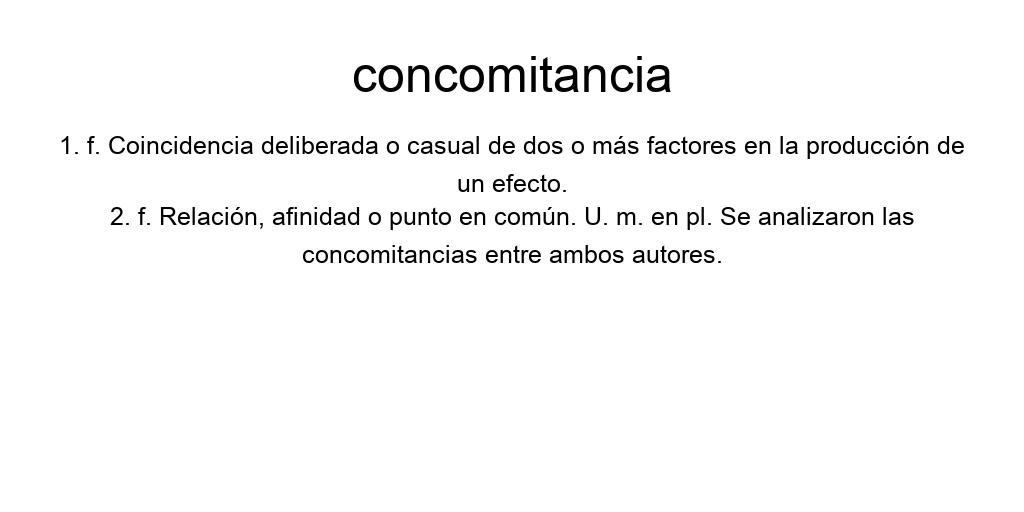 concomitancia
1. f. Coincidencia deliberada o casual de dos o más factores en la producción de
un efecto.
2. f. Relación, afinidad o punto en común. U. m. en pl. Se analizaron las
concomitancias entre ambos autores.